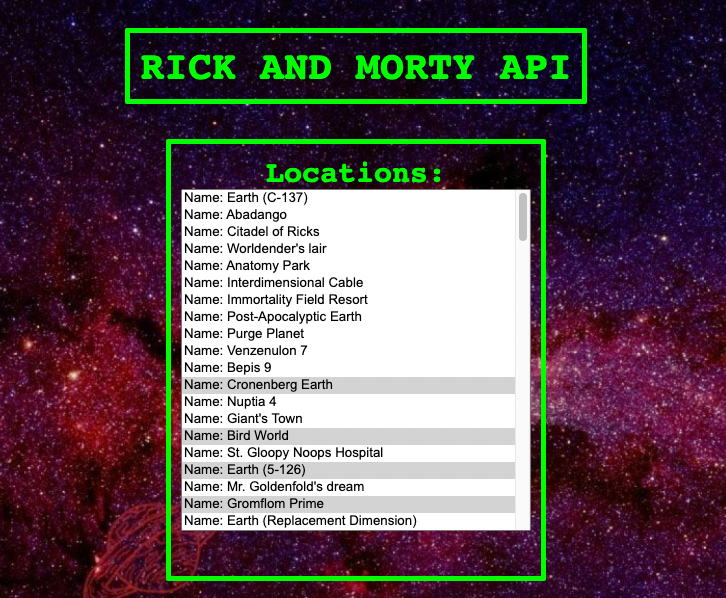 RICK AND MORTY API
Locations:
Name: Earth (C-137)
Name: Abadango
Name: Citadel of Ricks
Name: Worldender's lair
Name: Anatomy Park
Name: Interdimensional Cable
Name: Immortality Field Resort
Name: Post-Apocalyptic Earth
Name: Purge Planet
Name: Venzenulon 7
Name: Bepis 9
Name: Cronenberg Earth
Name: Nuptia 4
Name: Giant's Town
Name: Bird World
Name: St. Gloopy Noops Hospital
Name: Earth (5-126)
Name: Mr. Goldenfold's dream
Name: Gromflom Prime
Name: Earth (Replacement Dimension)